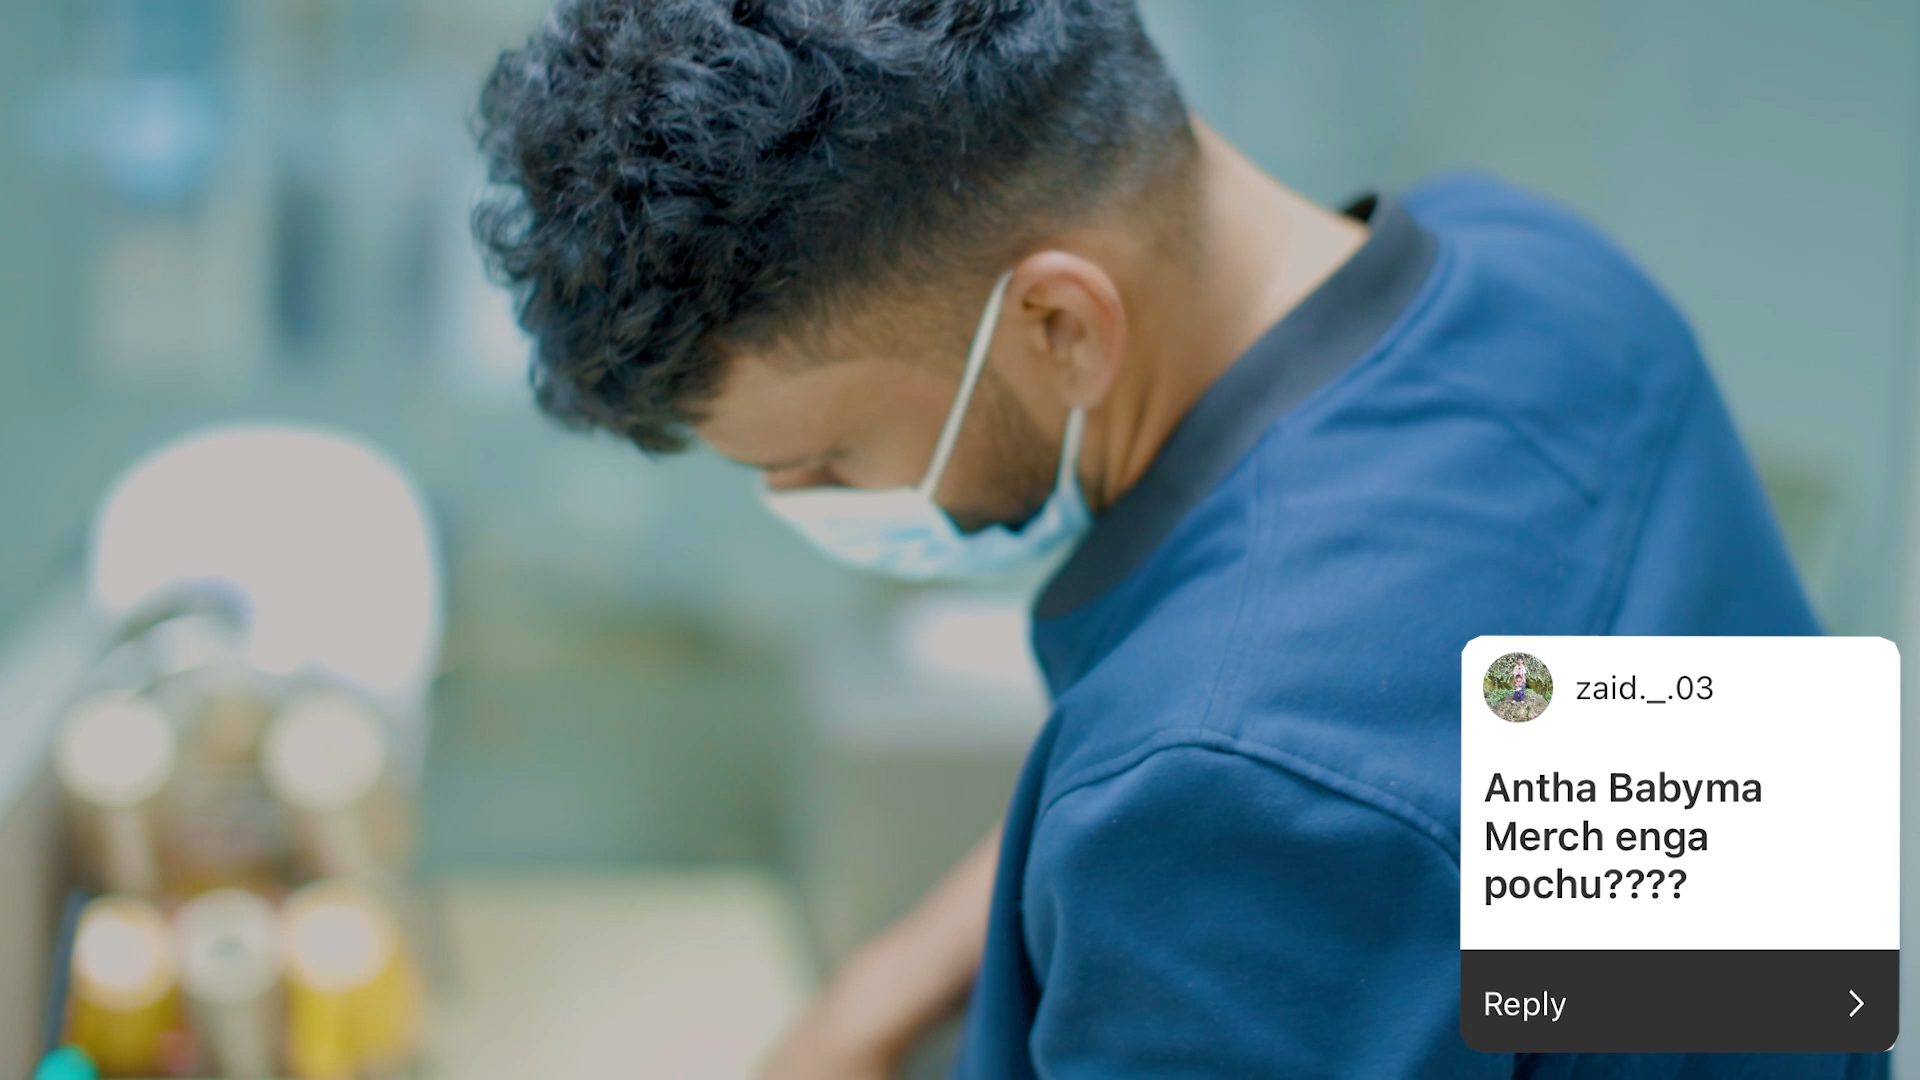 zaid._.03
Antha Babyma
Merch enga
pochu????
Reply